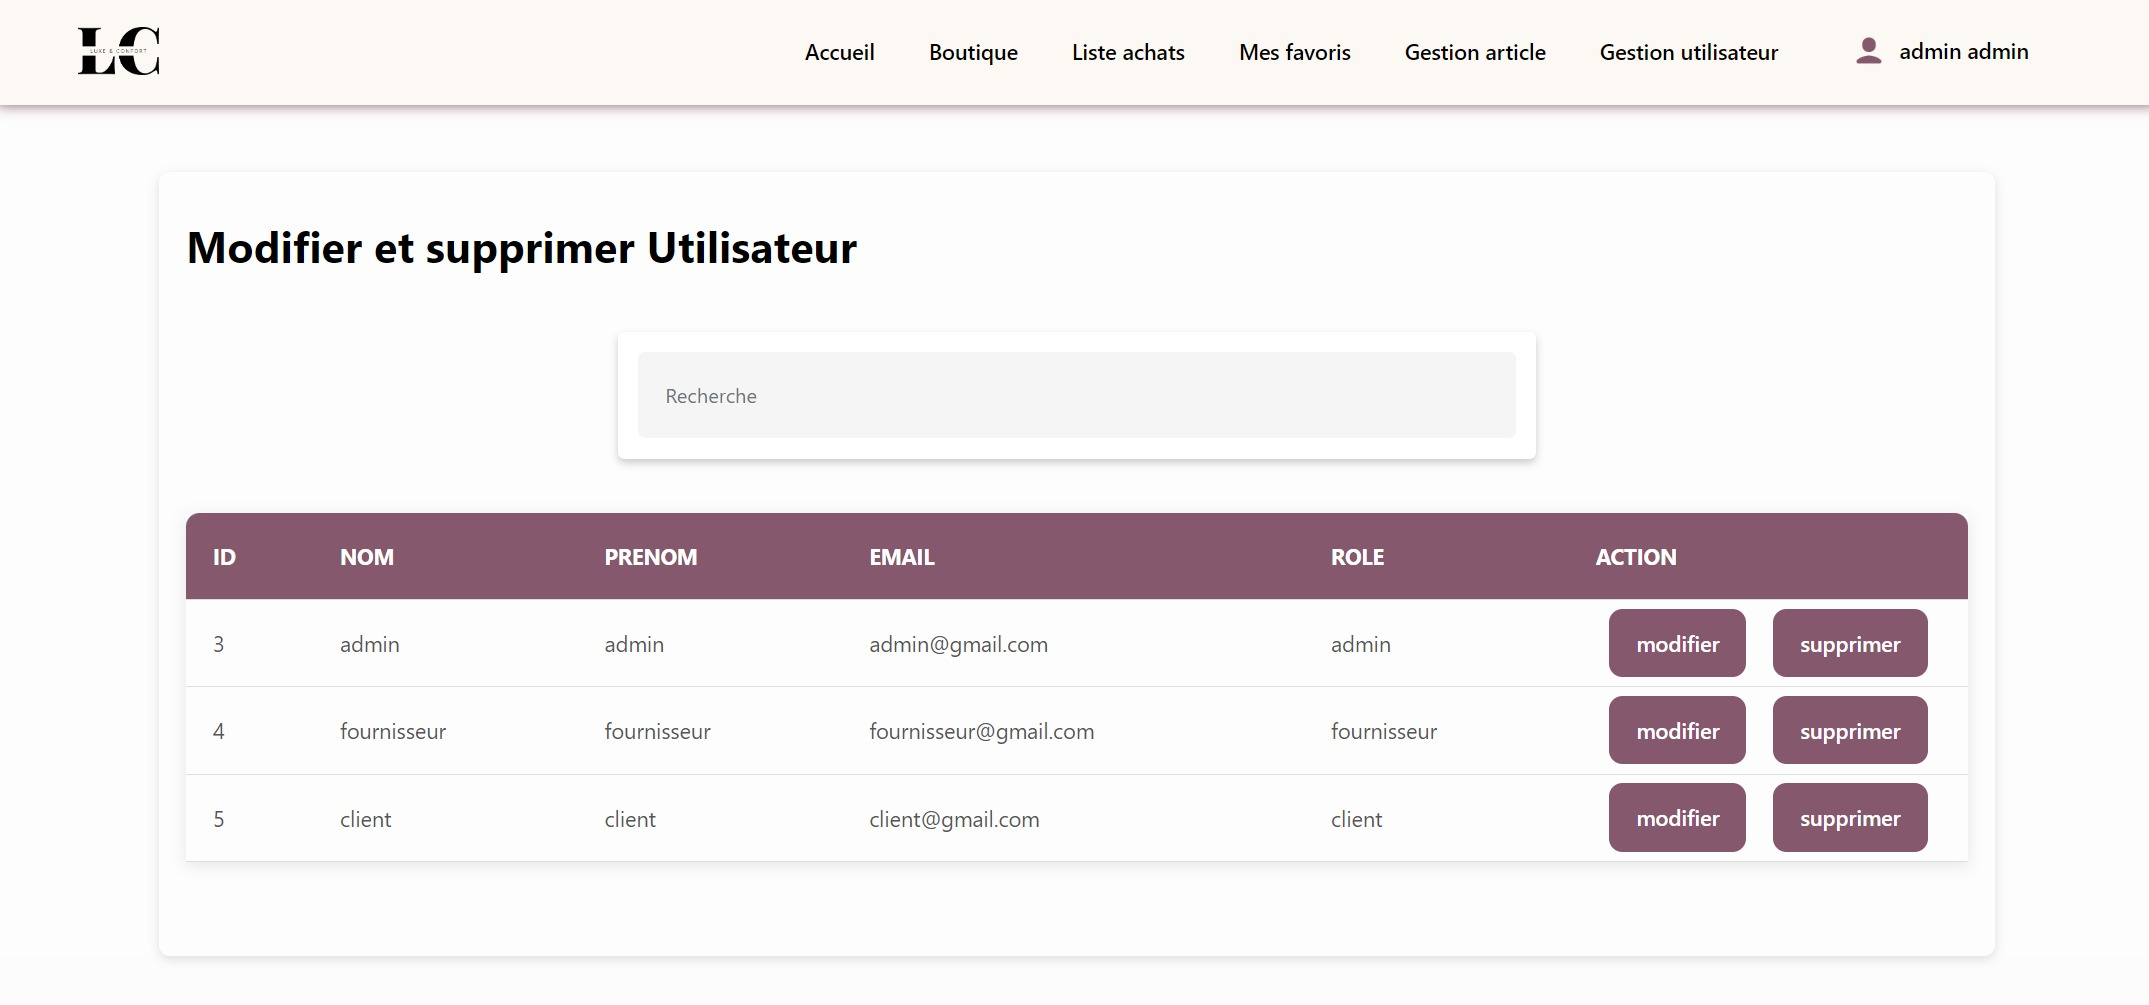 LC
LUXE & CONFORT
Accueil Boutique Liste achats Mes favoris Gestion article Gestion utilisateur admin admin
Modifier et supprimer Utilisateur
Recherche
ID NOM PRENOM EMAIL ROLE ACTION
3 admin admin admin@gmail.com admin modifier supprimer
4 fournisseur fournisseur fournisseur@gmail.com fournisseur modifier supprimer
5 client client client@gmail.com client modifier supprimer